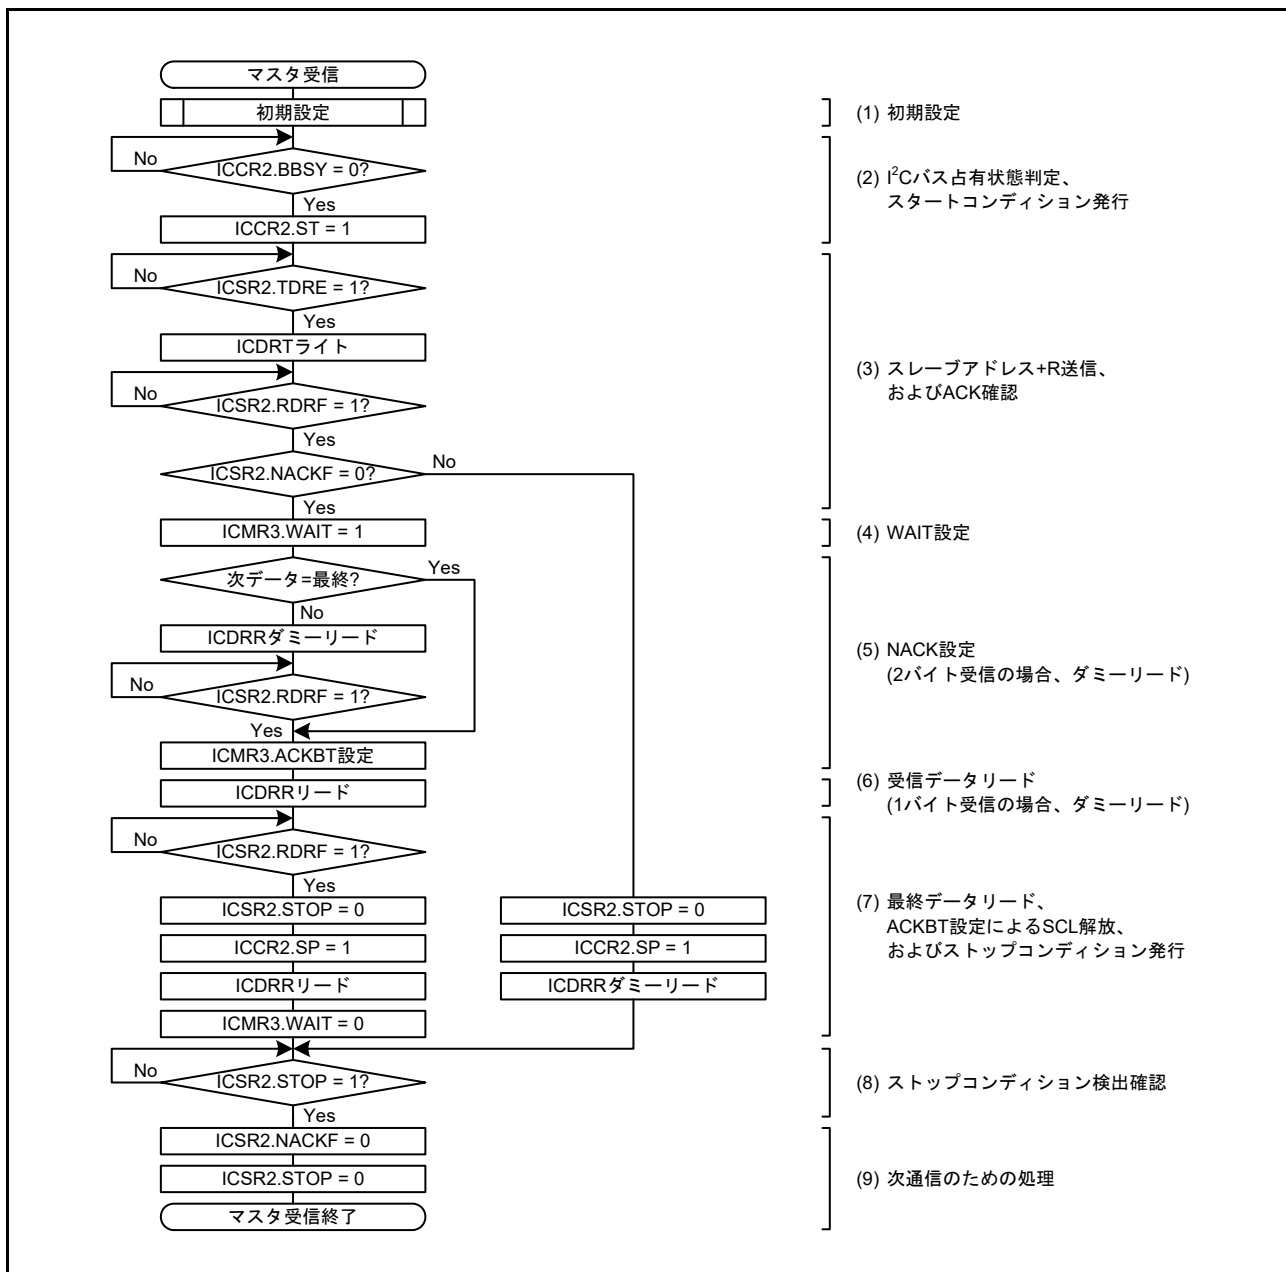 マスタ受信
初期設定
No
ICCR2.BBSY = 0?
Yes
ICCR2.ST = 1
No
ICSR2.TDRE = 1?
Yes
ICDRTライト
No
ICSR2.RDRF = 1?
Yes
ICSR2.NACKF = 0?
No
Yes
ICMR3.WAIT = 1
次データ=最終?
Yes
No
ICDRRダミーリード
No
ICSR2.RDRF = 1?
Yes
ICMR3.ACKBT設定
ICDRRリード
No
ICSR2.RDRF = 1?
Yes
ICSR2.STOP = 0
ICCR2.SP = 1
ICDRRリード
ICMR3.WAIT = 0
ICSR2.STOP = 0
ICCR2.SP = 1
ICDRRダミーリード
No
ICSR2.STOP = 1?
Yes
ICSR2.NACKF = 0
ICSR2.STOP = 0
マスタ受信終了
(1) 初期設定
(2) I²Cバス占有状態判定、
スタートコンディション発行
(3) スレーブアドレス+R送信、
およびACK確認
(4) WAIT設定
(5) NACK設定
(2バイト受信の場合、ダミーリード)
(6) 受信データリード
(1バイト受信の場合、ダミーリード)
(7) 最終データリード、
ACKBT設定によるSCL解放、
およびストップコンディション発行
(8) ストップコンディション検出確認
(9) 次通信のための処理